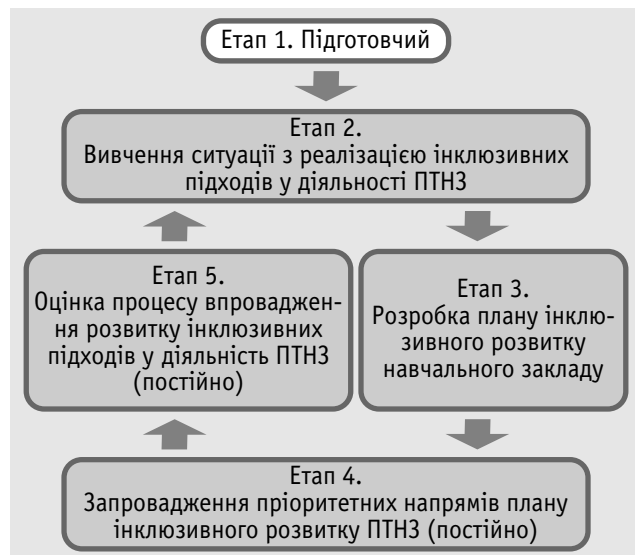 Етап 1. Підготовчий
Етап 2.
Вивчення ситуації з реалізацією інклюзивних
підходів у діяльності ПТНЗ
Етап 5.
Оцінка процесу впроваджен-
ня розвитку інклюзивних
підходів у діяльність ПТНЗ
(постійно)
Етап 3.
Розробка плану інклю-
зивного розвитку
навчального закладу
Етап 4.
Запровадження пріоритетних напрямів плану
інклюзивного розвитку ПТНЗ (постійно)